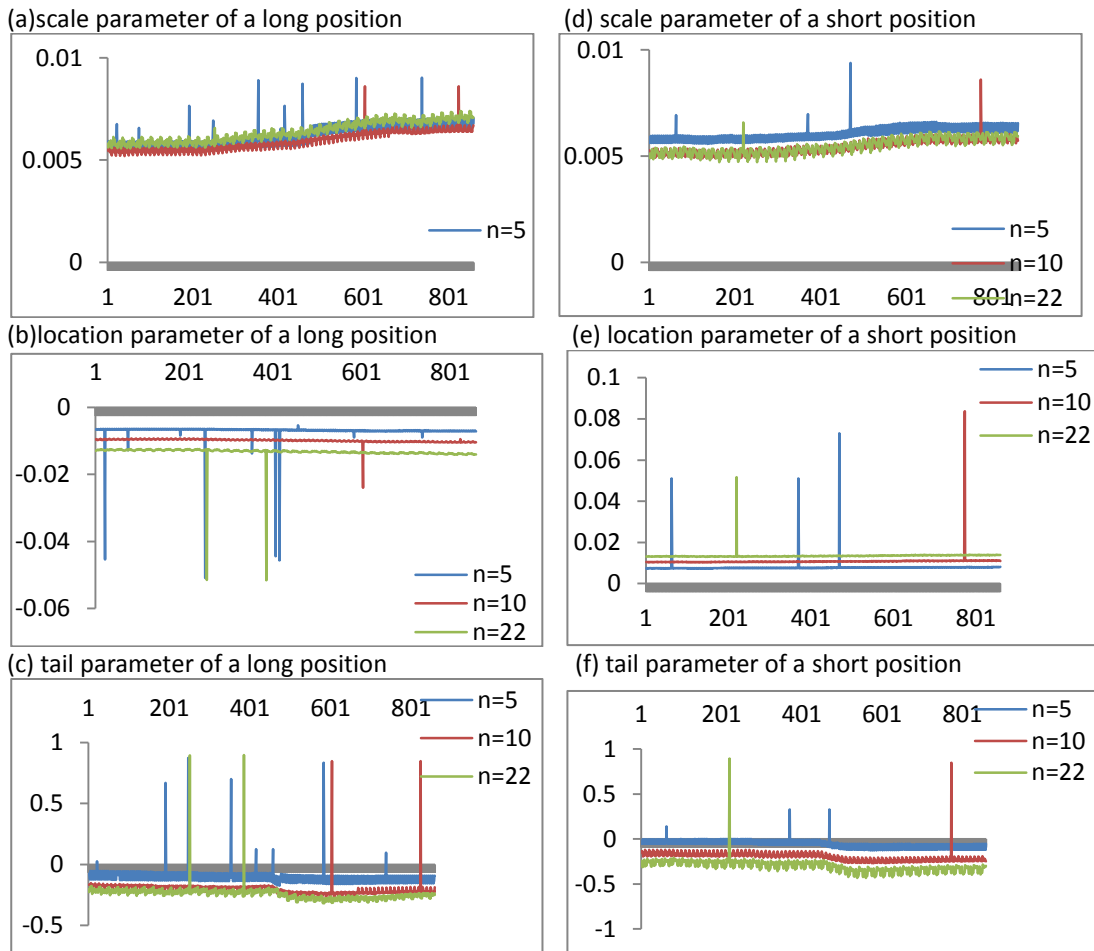 (a)scale parameter of a long position
0.01
0.005
0
n=5
1 201 401 601 801
(d) scale parameter of a short position
0.01
0.005
0
n=5
n=10
n=22
1 201 401 601 801
(b)location parameter of a long position
1 201 401 601 801
0
-0.02
-0.04
-0.06
n=5
n=10
n=22
(e) location parameter of a short position
0.1
0.08
0.06
0.04
0.02
0
n=5
n=10
n=22
1 201 401 601 801
(c) tail parameter of a long position
1 201 401 601 801
1
0.5
0
-0.5
n=5
n=10
n=22
(f) tail parameter of a short position
1 201 401 601 801
1
0.5
0
-0.5
-1
n=5
n=10
n=22